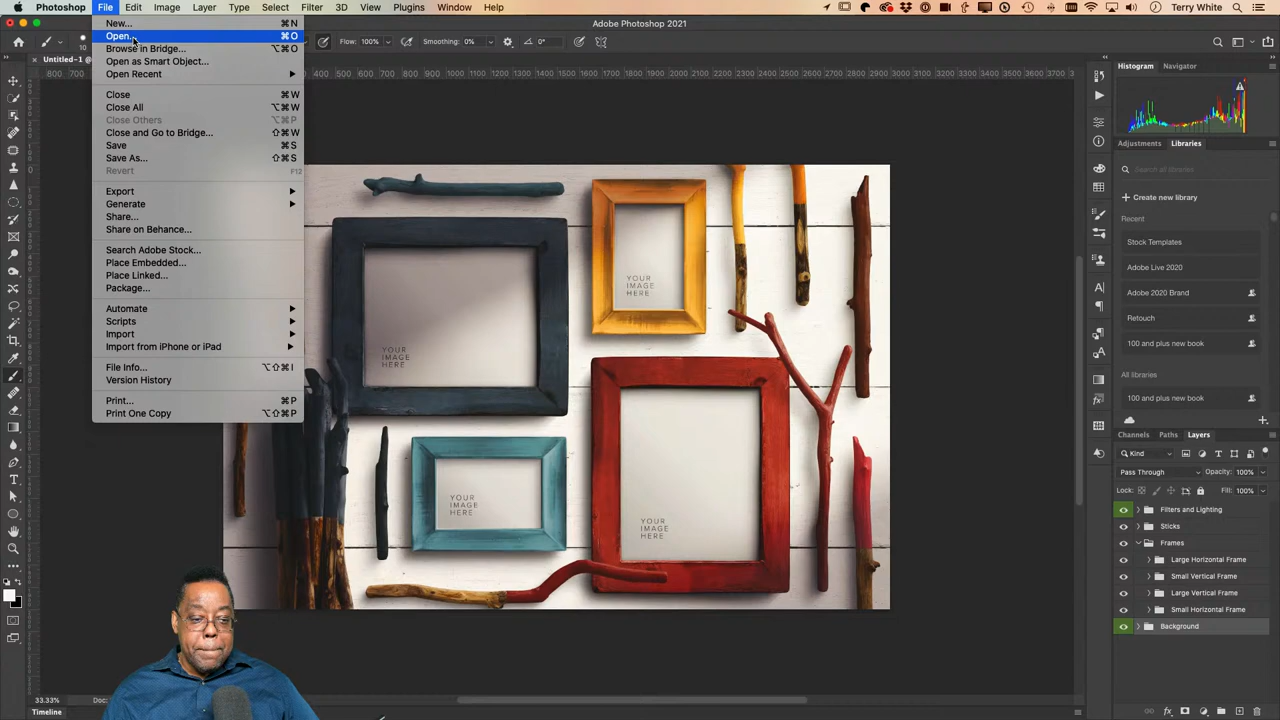 Photoshop File Edit Image Layer Type Select Filter 3D View Plugins Window Help Terry White
Adobe Photoshop 2021
Flow: 100% Smoothing: 0% 0°
Untitled-1 @
New... ⌘N
Open... ⌘O
Browse in Bridge... ⌥⌘O
Open as Smart Object...
Open Recent
Close ⌘W
Close All ⌥⌘W
Close Others ⌥⌘P
Close and Go to Bridge... ⇧⌘W
Save ⌘S
Save As... ⇧⌘S
Revert F12
Export
Generate
Share...
Share on Behance...
Search Adobe Stock...
Place Embedded...
Place Linked...
Package...
Automate
Scripts
Import
Import from iPhone or iPad
File Info... ⌥⇧⌘I
Version History
Print... ⌘P
Print One Copy ⌥⇧⌘P
YOUR
IMAGE
HERE
YOUR
IMAGE
HERE
YOUR
IMAGE
HERE
YOUR
IMAGE
HERE
Histogram Navigator
Adjustments Libraries
Search all libraries
Create new library
Recent
Stock Templates
Adobe Live 2020
Adobe 2020 Brand
Retouch
100 and plus new book
All libraries
100 and plus new book
Channels Paths Layers
Kind
Pass Through Opacity: 100%
Lock: Fill: 100%
Filters and Lighting
Sticks
Frames
Large Horizontal Frame
Small Vertical Frame
Large Vertical Frame
Small Horizontal Frame
Background
33.33% Doc:
Timeline